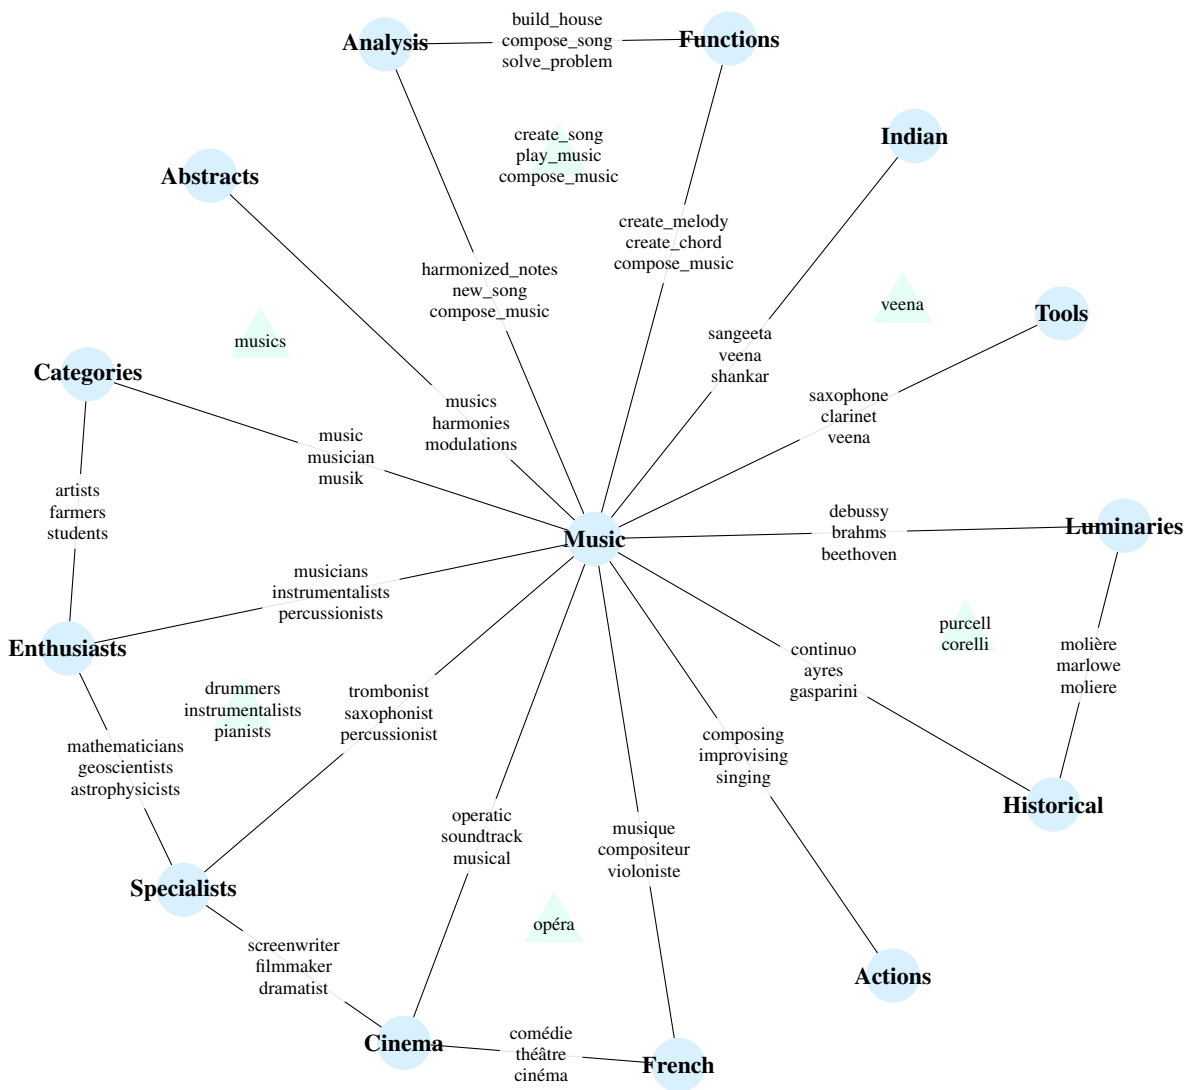 build_house
Analysis
compose_song
Functions
solve_problem
create_song
play_music
compose_music
Indian
Abstracts
create_melody
create_chord
compose_music
harmonized_notes
new_song
compose_music
veena
Tools
sangeeta
veena
shankar
musics
Categories
saxophone
clarinet
veena
musics
harmonies
modulations
music
musician
musik
artists
farmers
students
debussy
brahms
beethoven
Luminaries
Music
musicians
instrumentalists
percussionists
Enthusiasts
purcell
corelli
continuo
ayres
gasparini
molière
marlowe
moliere
drummers
instrumentalists
pianists
trombonist
saxophonist
percussionist
mathematicians
geoscientists
astrophysicists
composing
improvising
singing
Historical
operatic
soundtrack
musical
musique
compositeur
violoniste
Specialists
opéra
screenwriter
filmmaker
dramatist
Actions
Cinema
comédie
théâtre
cinéma
French